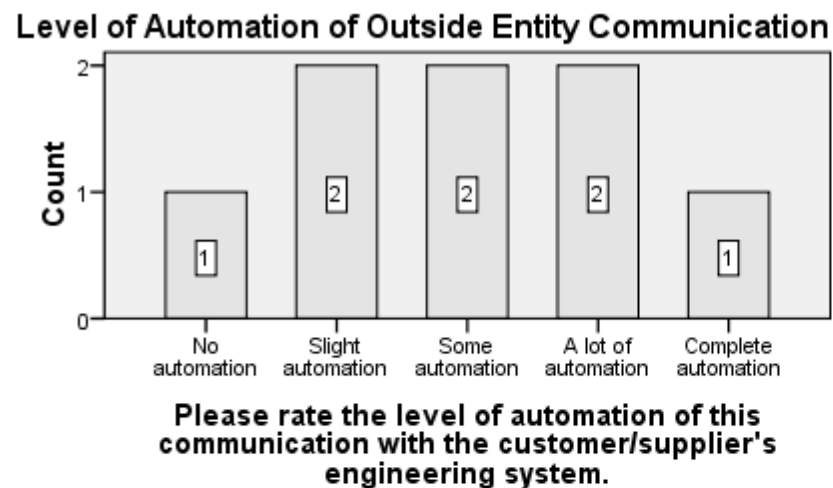 Level of Automation of Outside Entity Communication
Count
2
1
0
1
2
2
2
1
No automation
Slight automation
Some automation
A lot of automation
Complete automation
Please rate the level of automation of this
communication with the customer/supplier's
engineering system.